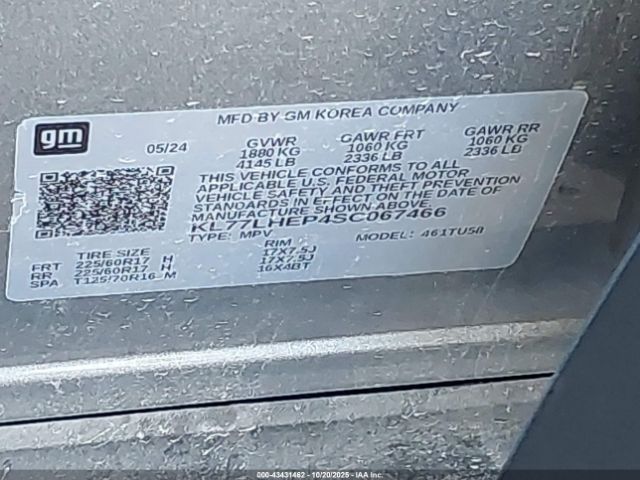 MFD BY GM KOREA COMPANY
gm
05/24
GVWR GAWR FRT GAWR RR
1880 KG 1060 KG 1060 KG
4145 LB 2336 LB 2336 LB
THIS VEHICLE CONFORMS TO ALL
APPLICABLE U.S. FEDERAL MOTOR
VEHICLE SAFETY AND THEFT PREVENTION
STANDARDS IN EFFECT ON THE DATE OF
MANUFACTURE SHOWN ABOVE.
KL77LHEP4SC067466
TYPE: MPV MODEL: 461TU58
TIRE SIZE RIM
FRT 225/60R17 H 17X7.5J
RR 225/60R17 H 17X7.5J
SPA T125/70R16 M 16X4BT
000-43431462 - 10/20/2025 - IAA Inc.